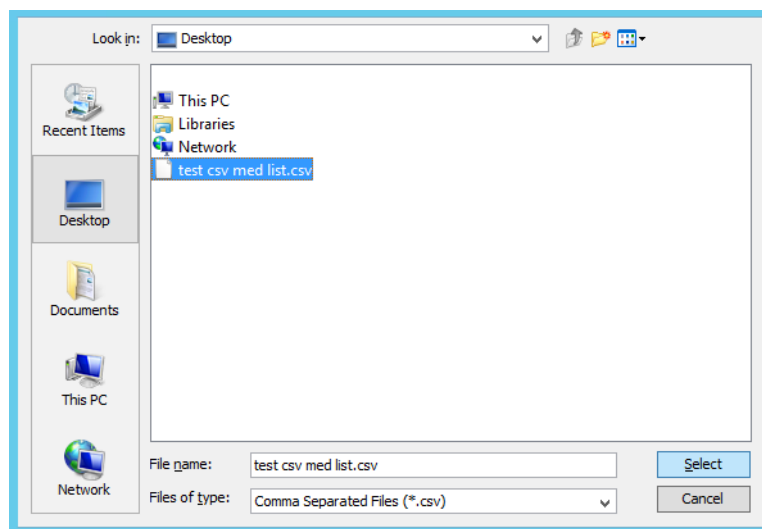 Look in: Desktop
Recent Items
Desktop
Documents
This PC
Network
This PC
Libraries
Network
test csv med list.csv
File name: test csv med list.csv Select
Files of type: Comma Separated Files (*.csv) Cancel